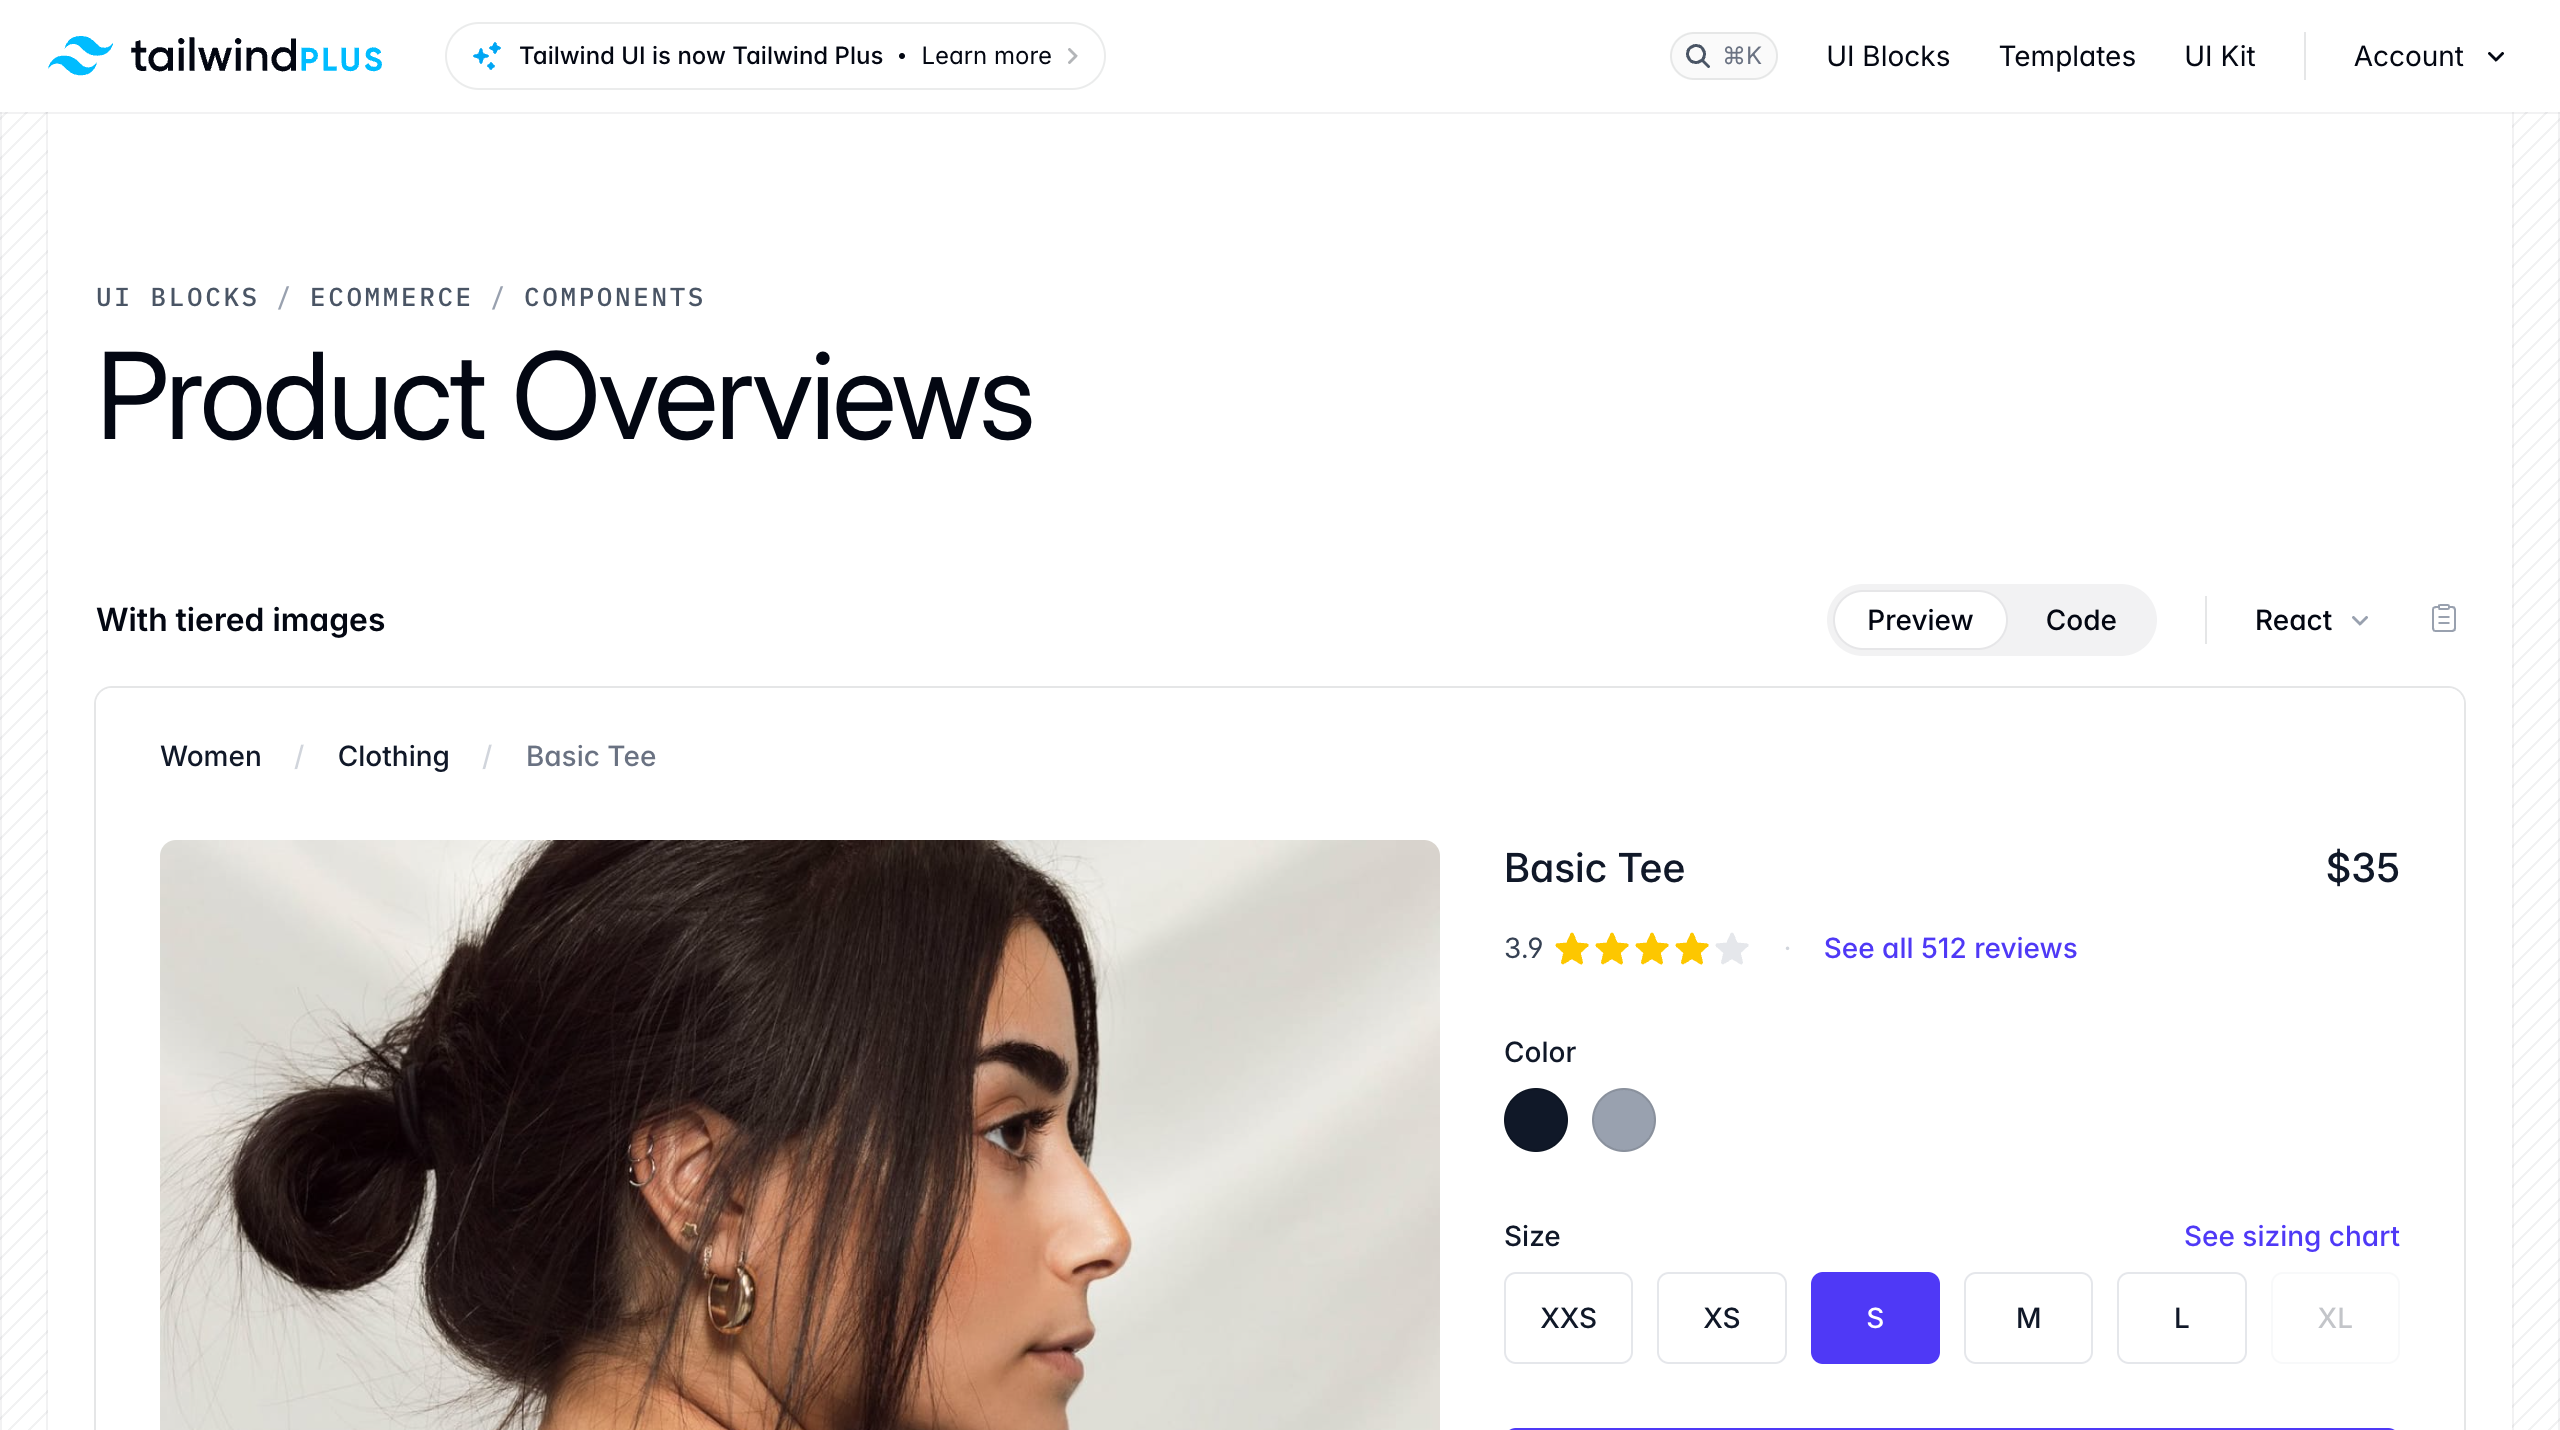 tailwindPLUS
Tailwind UI is now Tailwind Plus • Learn more
⌘K
UI Blocks
Templates
UI Kit
Account
UI BLOCKS / ECOMMERCE / COMPONENTS
Product Overviews
With tiered images
Preview
Code
React
Women / Clothing / Basic Tee
Basic Tee
$35
3.9 · See all 512 reviews
Color
Size
See sizing chart
XXS
XS
S
M
L
XL